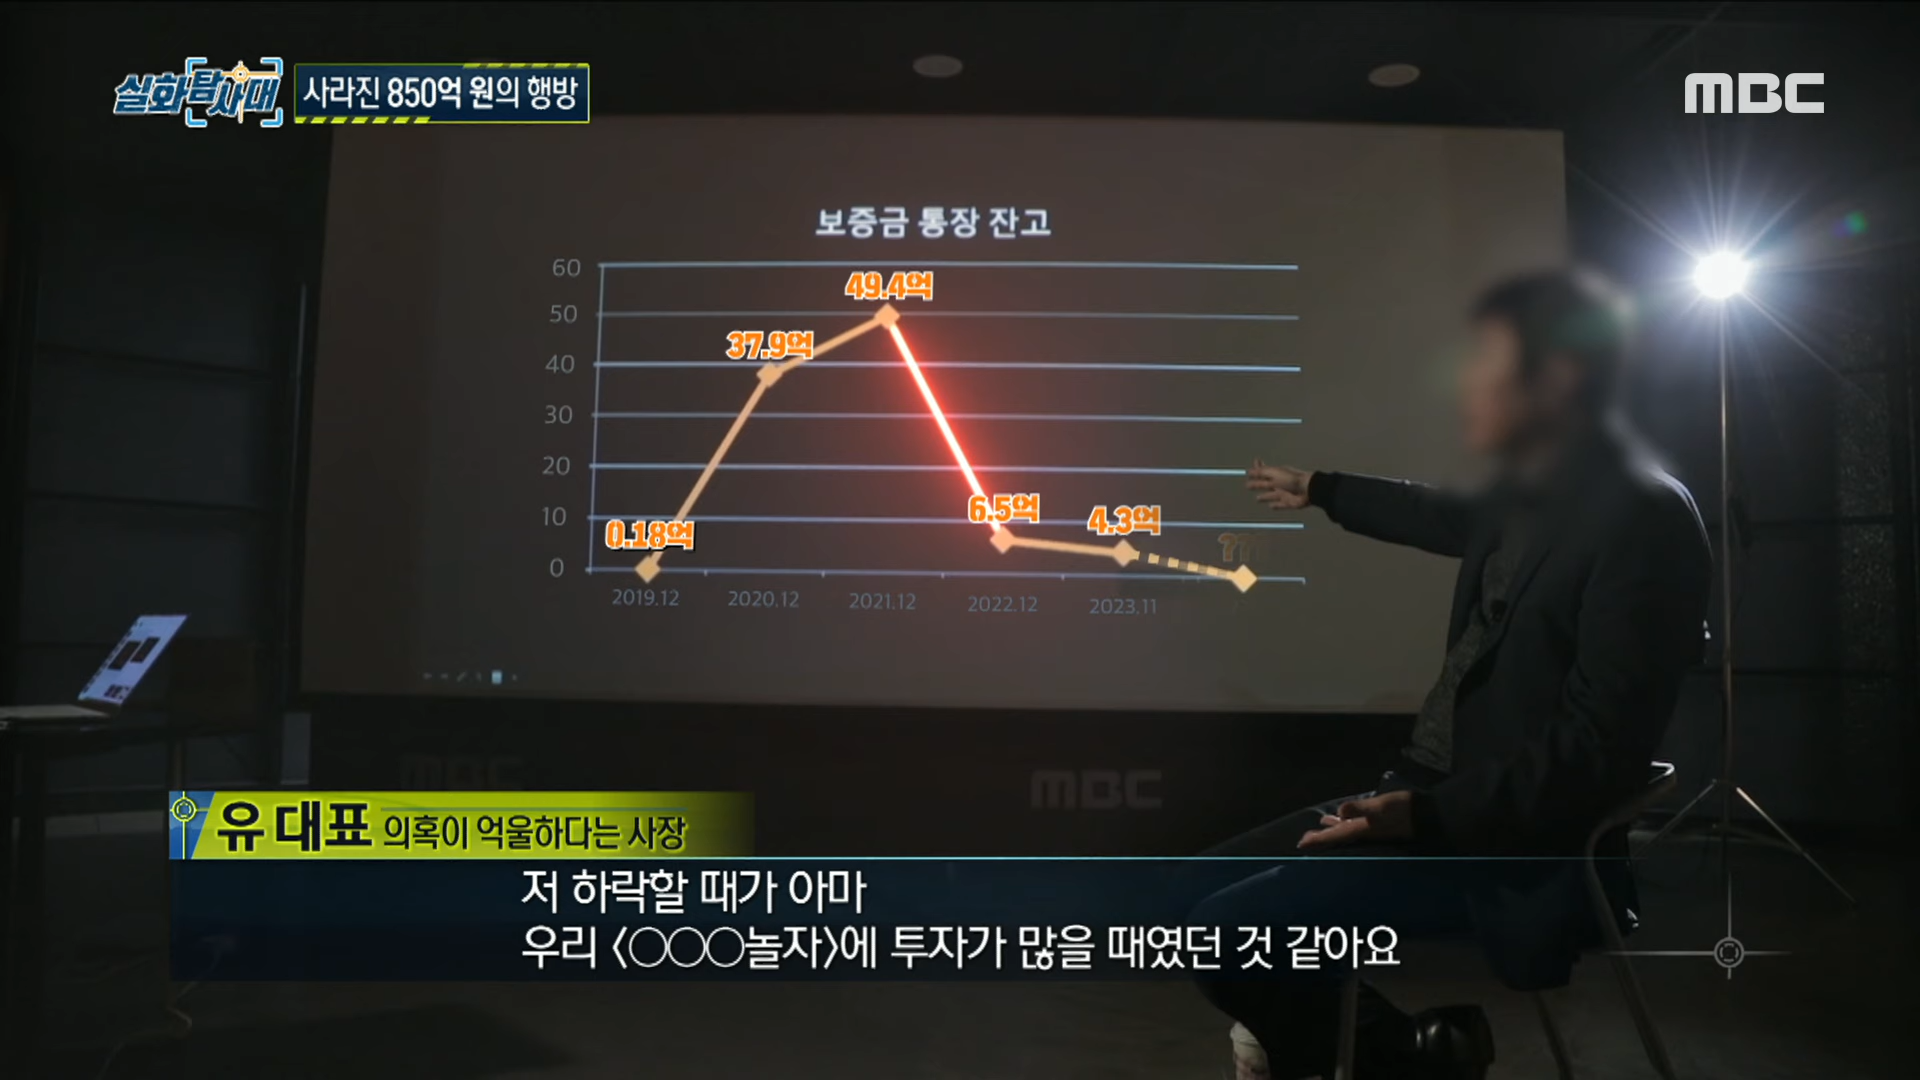 실화탐사대
사라진 850억 원의 행방
MBC
보증금 통장 잔고
60
50
40
30
20
10
0
0.18억
37.9억
49.4억
6.5억
4.3억
??
2019.12
2020.12
2021.12
2022.12
2023.11
MBC
MBC
유 대표 의혹이 억울하다는 사장
저 하락할 때가 아마
우리 <○○○놀자>에 투자가 많을 때였던 것 같아요